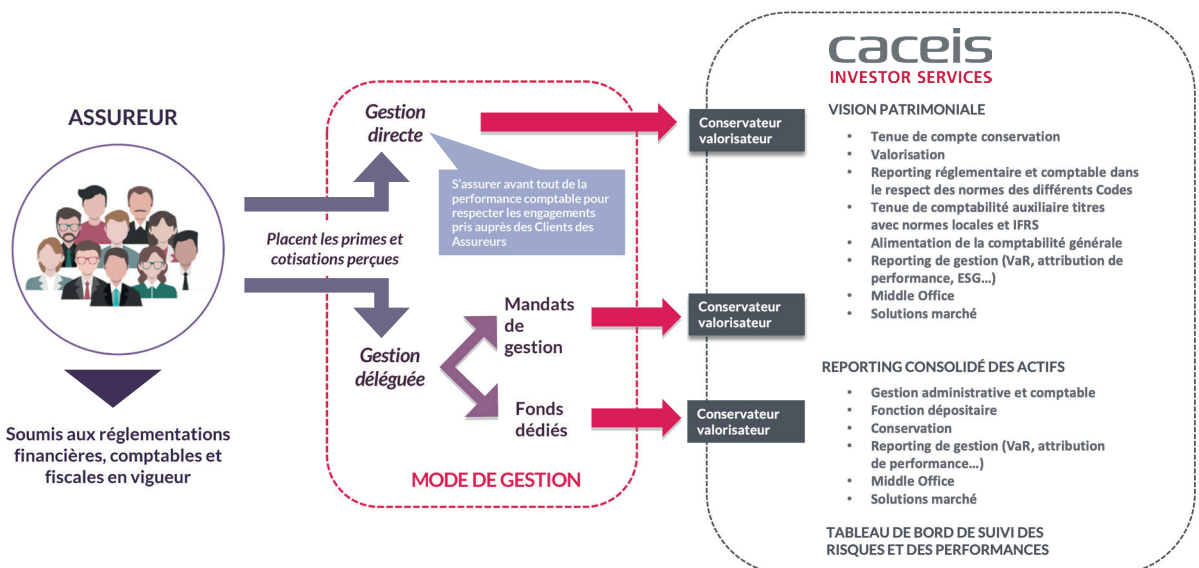 ASSUREUR
Soumis aux réglementations
financières, comptables et
fiscales en vigueur
Placent les primes et
cotisations perçues
Gestion
directe
S’assurer avant tout de la
performance comptable pour
respecter les engagements
pris auprès des Clients des
Assureurs
Gestion
déléguée
Mandats
de
gestion
Fonds
dédiés
MODE DE GESTION
Conservateur
valorisateur
Conservateur
valorisateur
Conservateur
valorisateur
caceis
INVESTOR SERVICES
VISION PATRIMONIALE
• Tenue de compte conservation
• Valorisation
• Reporting réglementaire et comptable dans
le respect des normes des différents Codes
• Tenue de comptabilité auxiliaire titres
avec normes locales et IFRS
• Alimentation de la comptabilité générale
• Reporting de gestion (VaR, attribution de
performance, ESG…)
• Middle Office
• Solutions marché
REPORTING CONSOLIDÉ DES ACTIFS
• Gestion administrative et comptable
• Fonction dépositaire
• Conservation
• Reporting de gestion (VaR, attribution
de performance…)
• Middle Office
• Solutions marché
TABLEAU DE BORD DE SUIVI DES
RISQUES ET DES PERFORMANCES